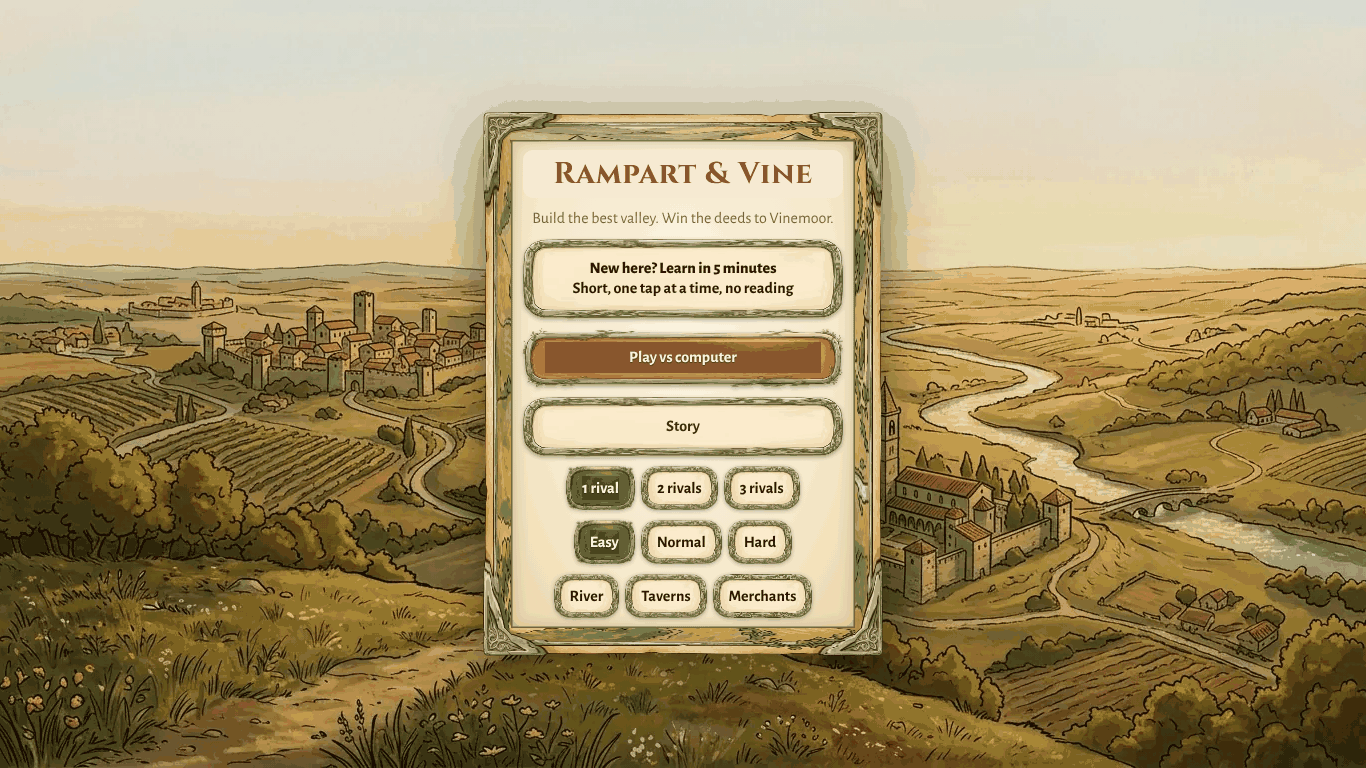 Rampart & Vine
Build the best valley. Win the deeds to Vinemoor.
New here? Learn in 5 minutes
Short, one tap at a time, no reading
Play vs computer
Story
1 rival 2 rivals 3 rivals
Easy Normal Hard
River Taverns Merchants